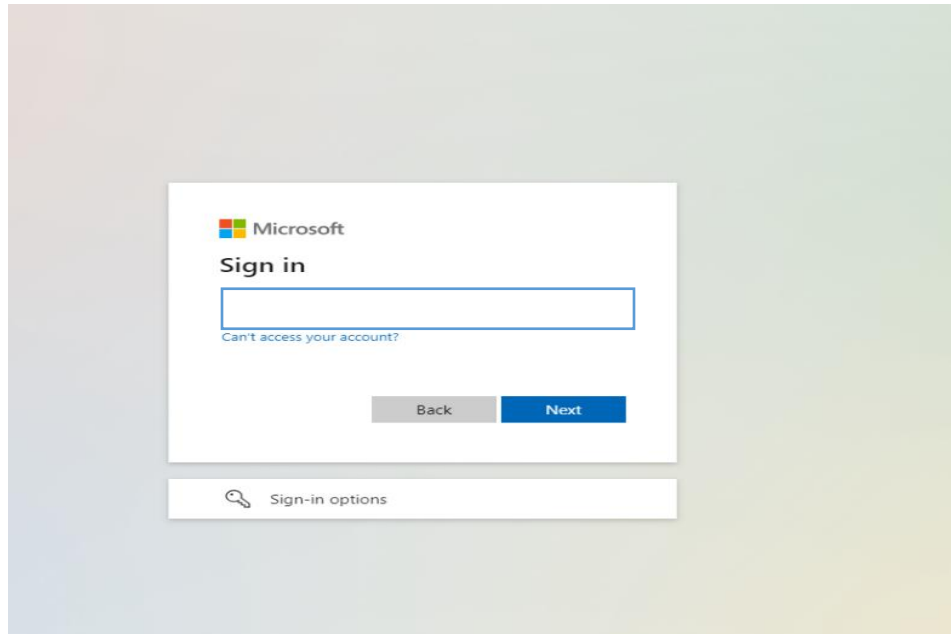 Microsoft
Sign in
Can't access your account?
Back Next
Sign-in options